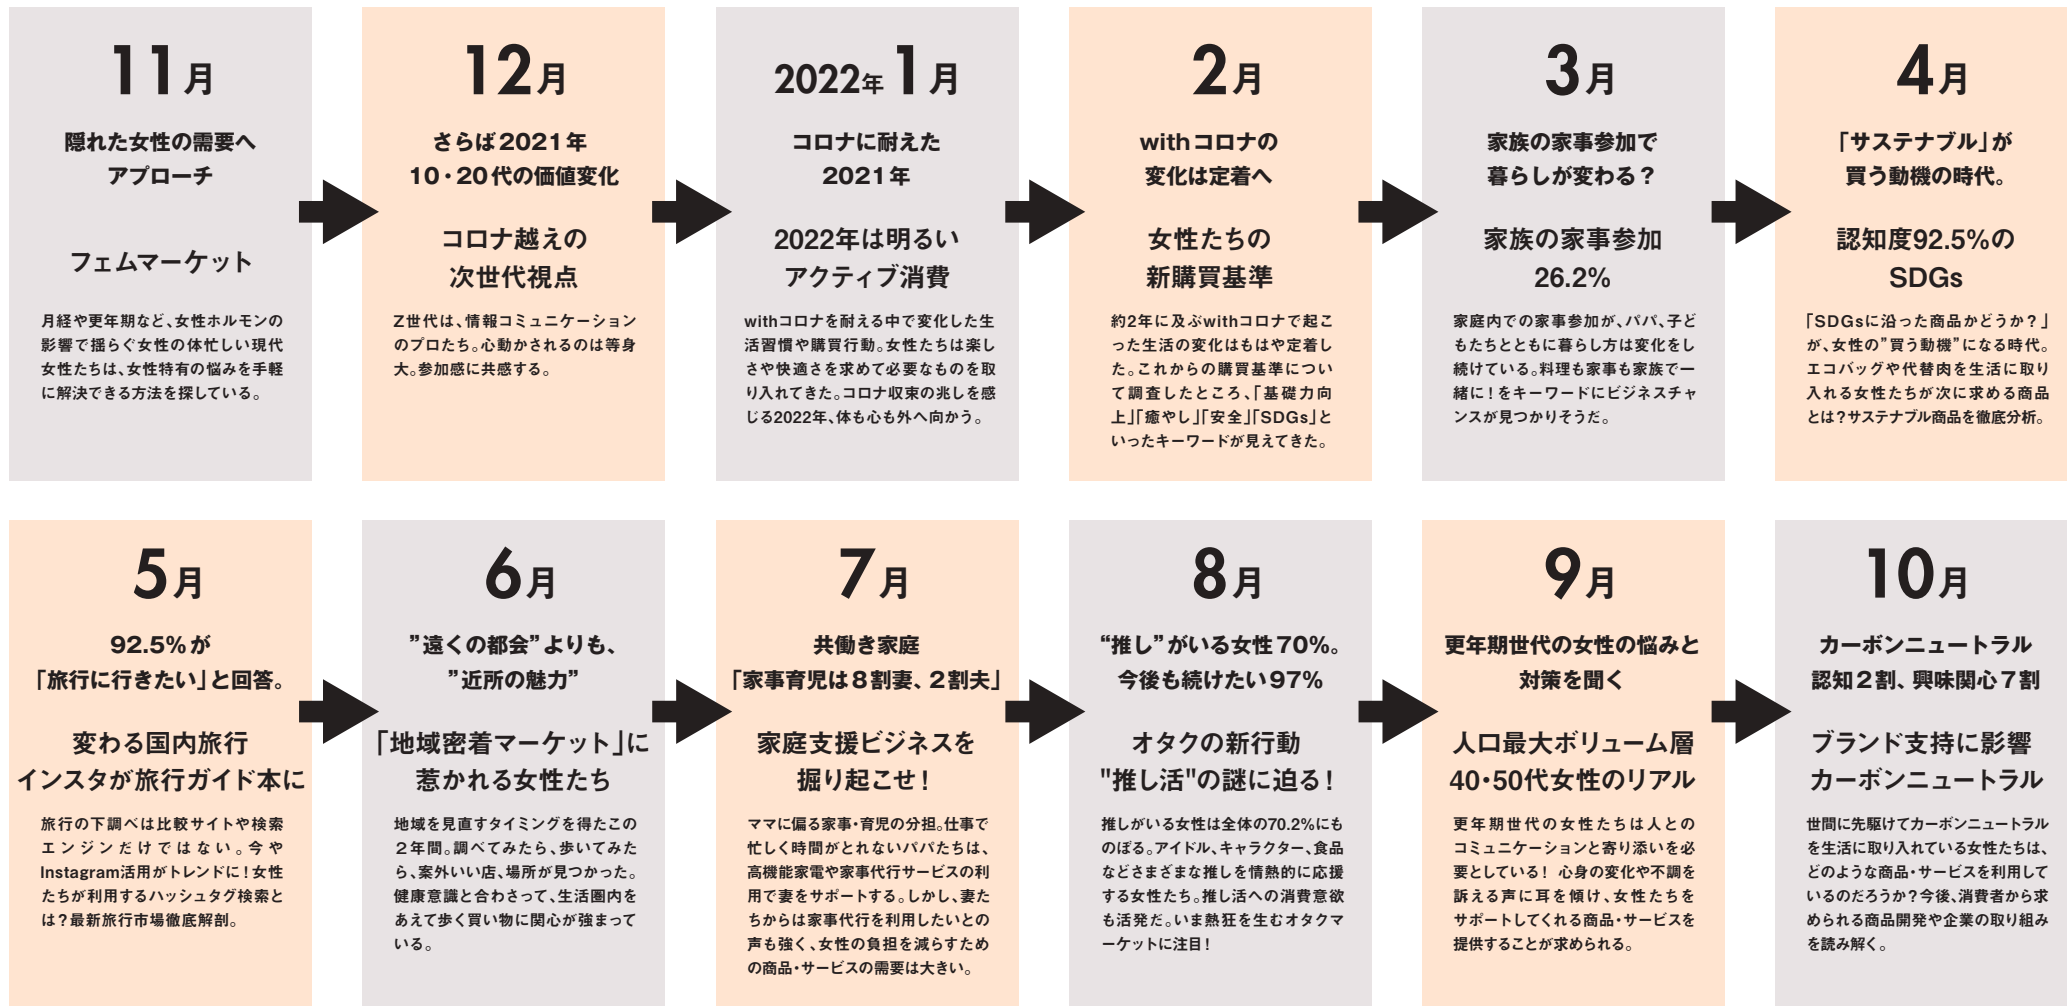 11月
隠れた女性の需要へ
アプローチ
フェムマーケット
月経や更年期など、女性ホルモンの
影響で揺らぐ女性の体忙しい現代
女性たちは、女性特有の悩みを手軽
に解決できる方法を探している。
12月
さらば2021年
10・20代の価値変化
コロナ越えの
次世代視点
Z世代は、情報コミュニケーション
のプロたち。心動かされるのは等身
大。参加感に共感する。
2022年1月
コロナに耐えた
2021年
2022年は明るい
アクティブ消費
withコロナを耐える中で変化した生
活習慣や購買行動。女性たちは楽し
さや快適さを求めて必要なものを取
り入れてきた。コロナ収束の兆しを感
じる2022年、体も心も外へ向かう。
2月
withコロナの
変化は定着へ
女性たちの
新購買基準
約2年に及ぶwithコロナで起こ
った生活の変化はもはや定着し
た。これからの購買基準につい
て調査したところ、「基礎力向
上」「癒やし」「安全」「SDGs」と
いったキーワードが見えてきた。
3月
家族の家事参加で
暮らしが変わる？
家族の家事参加
26.2%
家庭内での家事参加が、パパ、子ど
もたちとともに暮らし方は変化をし
続けている。料理も家事も家族で一
緒に！をキーワードにビジネスチャ
ンスが見つかりそうだ。
4月
「サステナブル」が
買う動機の時代。
認知度92.5%の
SDGs
「SDGsに沿った商品かどうか？」
が、女性の”買う動機”になる時代。
エコバッグや代替肉を生活に取り
入れる女性たちが次に求める商品
とは？サステナブル商品を徹底分析。
5月
92.5%が
「旅行に行きたい」と回答。
変わる国内旅行
インスタが旅行ガイド本に
旅行の下調べは比較サイトや検索
エンジンだけではない。今や
Instagram活用がトレンドに！女性
たちが利用するハッシュタグ検索と
は？最新旅行市場徹底解剖。
6月
”遠くの都会”よりも、
”近所の魅力”
「地域密着マーケット」に
惹かれる女性たち
地域を見直すタイミングを得たこの
２年間。調べてみたら、歩いてみた
ら、案外いい店、場所が見つかった。
健康意識と合わさって、生活圏内を
あえて歩く買い物に関心が強まって
いる。
7月
共働き家庭
「家事育児は8割妻、2割夫」
家庭支援ビジネスを
掘り起こせ！
ママに偏る家事・育児の分担。仕事で
忙しく時間がとれないパパたちは、
高機能家電や家事代行サービスの利
用で妻をサポートする。しかし、妻た
ちからは家事代行を利用したいとの
声も強く、女性の負担を減らすため
の商品・サービスの需要は大きい。
8月
“推し”がいる女性70%。
今後も続けたい97%
オタクの新行動
"推し活"の謎に迫る！
推しがいる女性は全体の70.2%にも
のぼる。アイドル、キャラクター、食品
などさまざまな推しを情熱的に応援
する女性たち。推し活への消費意欲
も活発だ。いま熱狂を生むオタクマ
ーケットに注目！
9月
更年期世代の女性の悩みと
対策を聞く
人口最大ボリューム層
40・50代女性のリアル
更年期世代の女性たちは人との
コミュニケーションと寄り添いを必
要としている！ 心身の変化や不調を
訴える声に耳を傾け、女性たちを
サポートしてくれる商品・サービスを
提供することが求められる。
10月
カーボンニュートラル
認知2割、興味関心7割
ブランド支持に影響
カーボンニュートラル
世間に先駆けてカーボンニュートラル
を生活に取り入れている女性たちは、
どのような商品・サービスを利用して
いるのだろうか？今後、消費者から求
められる商品開発や企業の取り組み
を読み解く。